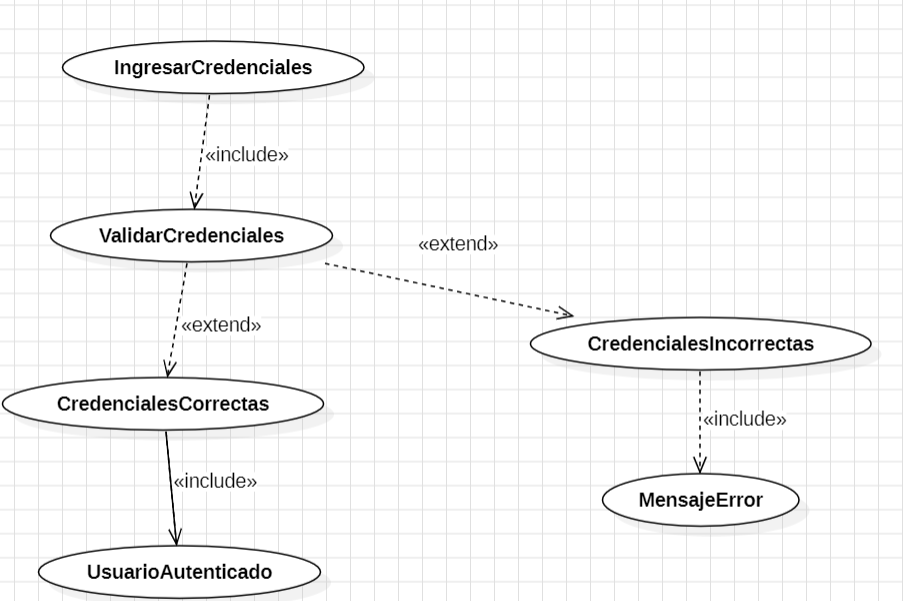 IngresarCredenciales
«include»
ValidarCredenciales
«extend»
«extend»
CredencialesIncorrectas
CredencialesCorrectas
«include»
«include»
MensajeError
UsuarioAutenticado